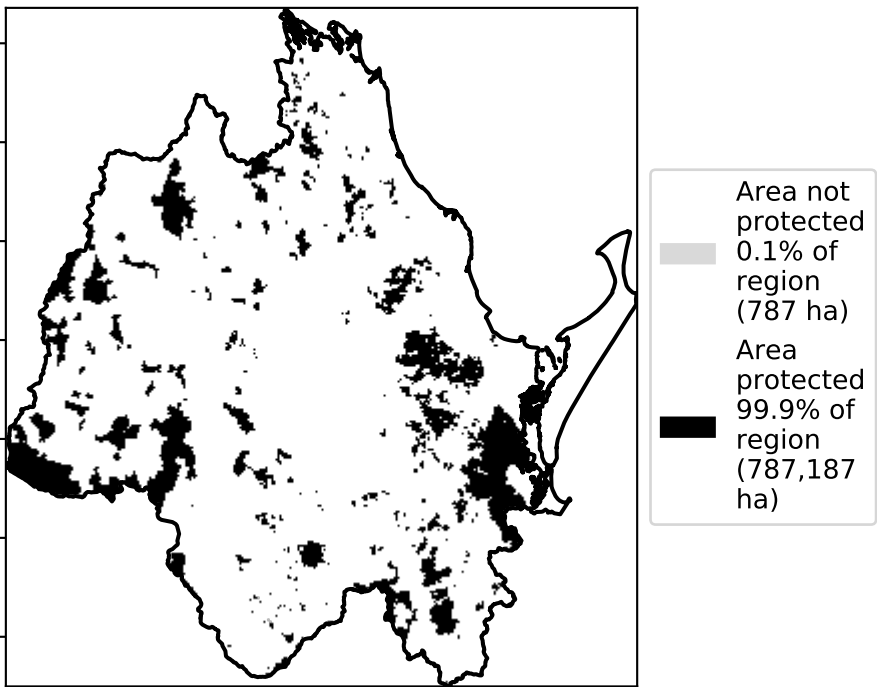 Area not
protected
0.1% of
region
(787 ha)
Area
protected
99.9% of
region
(787,187
ha)